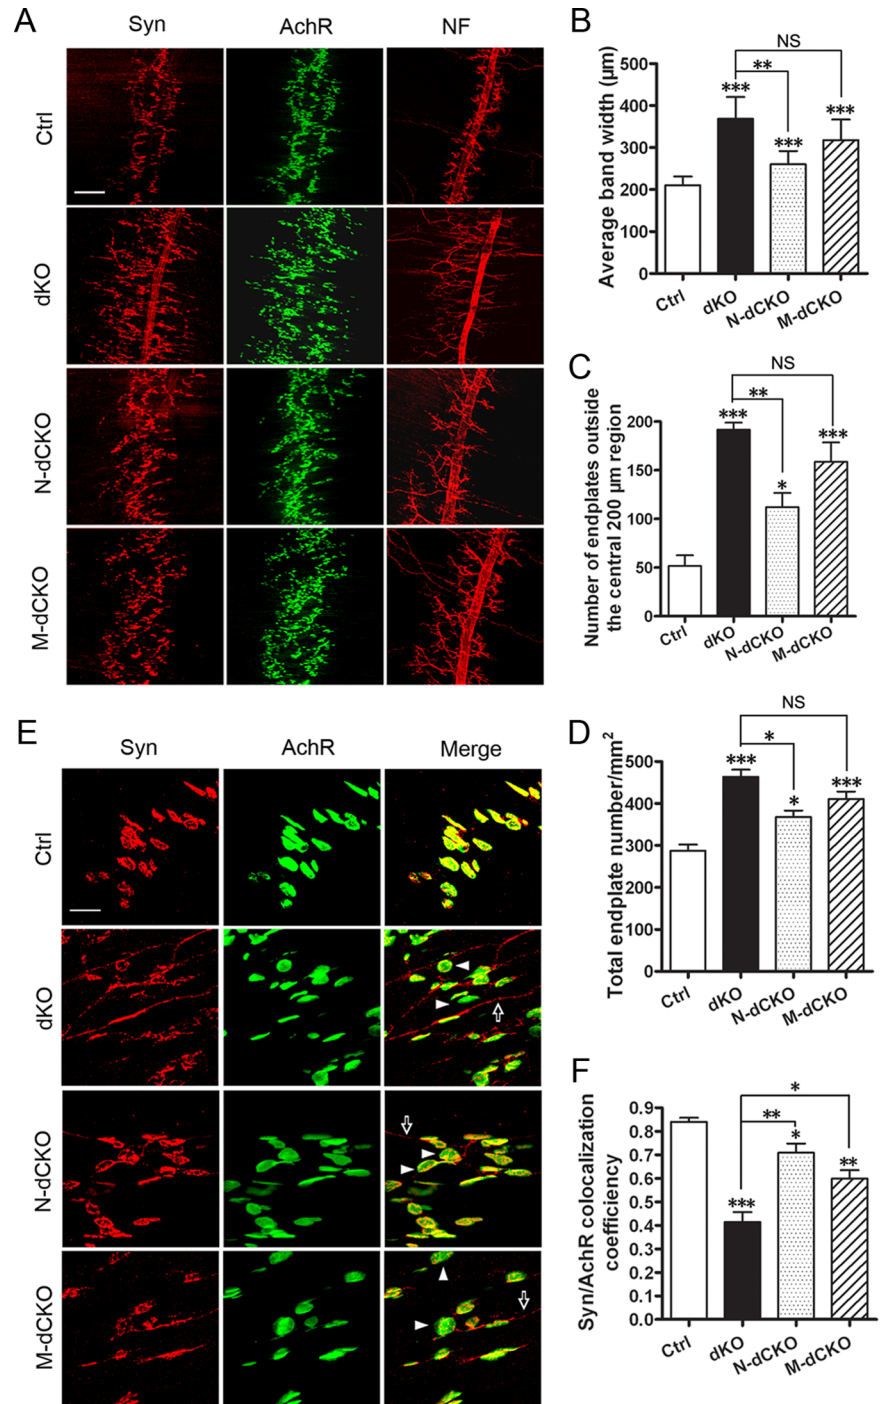 A
Syn AchR NF
Ctrl
dKO
N-dCKO
M-dCKO
B
NS
**
***
***
***
Average band width (µm)
500
400
300
200
100
0
Ctrl dKO N-dCKO M-dCKO
C
NS
**
***
*
***
Number of endplates outside
the central 200 µm region
200
150
100
50
0
Ctrl dKO N-dCKO M-dCKO
D
NS
*
***
*
***
Total endplate number/mm²
500
400
300
200
100
0
Ctrl dKO N-dCKO M-dCKO
E
Syn AchR Merge
Ctrl
dKO
N-dCKO
M-dCKO
F
*
**
***
*
**
Syn/AchR colocalization
coefficiency
0.9
0.8
0.7
0.6
0.5
0.4
0.3
0.2
0.1
0.0
Ctrl dKO N-dCKO M-dCKO